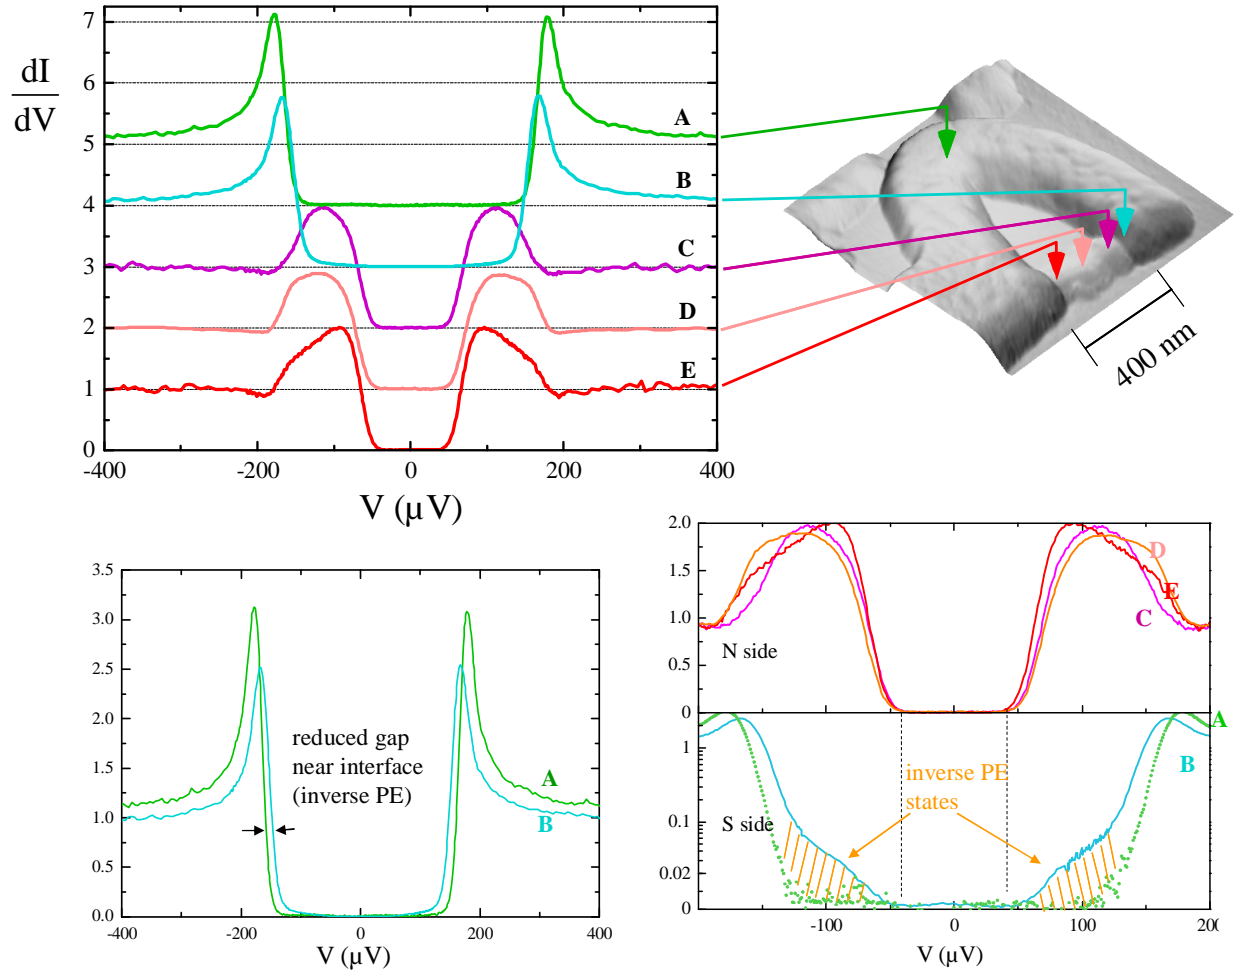 dI
dV
7
6
5
4
3
2
1
0
A
B
C
D
E
-400
-200
0
200
400
V (μV)
400 nm
3.5
3.0
2.5
2.0
1.5
1.0
0.5
0.0
reduced gap
near interface
(inverse PE)
A
B
-400
-200
0
200
400
V (μV)
2.0
1.5
1.0
0.5
0
N side
D
E
C
1
0.1
0.02
0
S side
inverse PE
states
A
B
-100
0
100
V (μV)